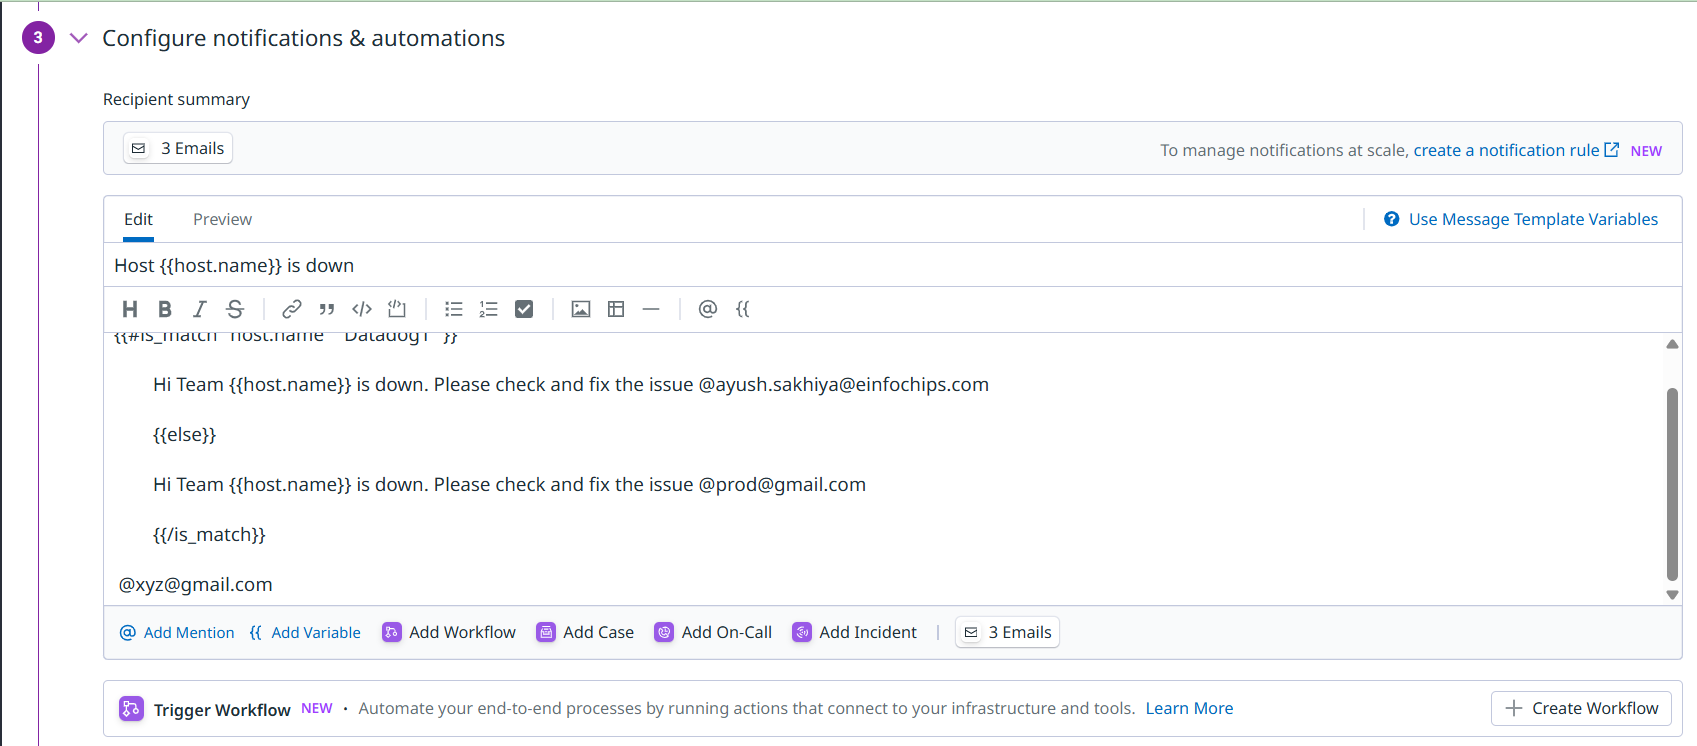 3 Configure notifications & automations
Recipient summary
3 Emails
To manage notifications at scale, create a notification rule NEW
Edit Preview
Use Message Template Variables
Host {{host.name}} is down
H B I S
@ {{
{{#is_match "host.name" "Datadog1" }}
Hi Team {{host.name}} is down. Please check and fix the issue @ayush.sakhiya@einfochips.com
{{else}}
Hi Team {{host.name}} is down. Please check and fix the issue @prod@gmail.com
{{/is_match}}
@xyz@gmail.com
@ Add Mention {{ Add Variable Add Workflow Add Case Add On-Call Add Incident | 3 Emails
Trigger Workflow NEW · Automate your end-to-end processes by running actions that connect to your infrastructure and tools. Learn More
+ Create Workflow